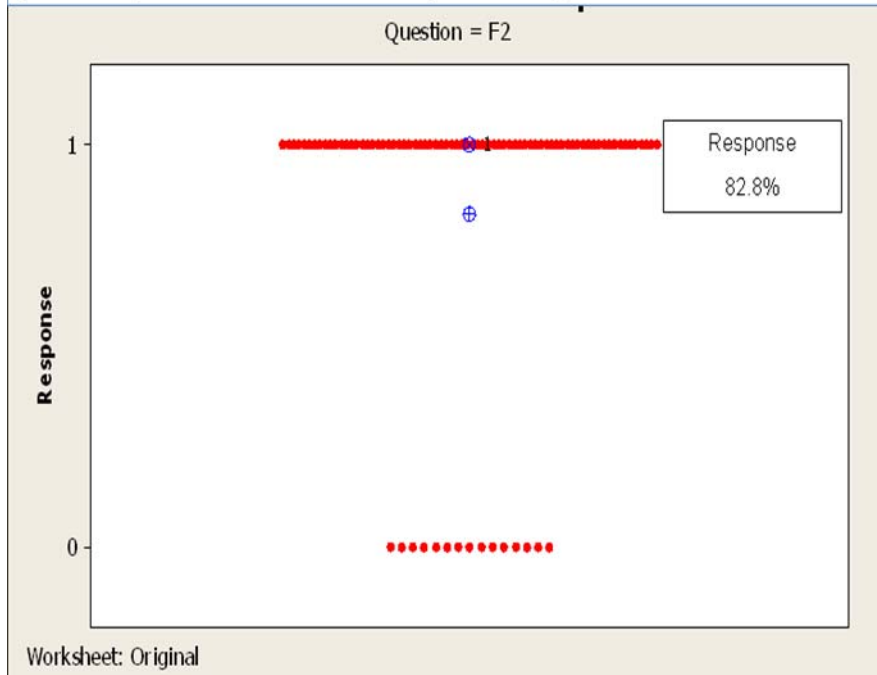 Question = F2
1
1
Response
82.8%
Response
0
Worksheet: Original